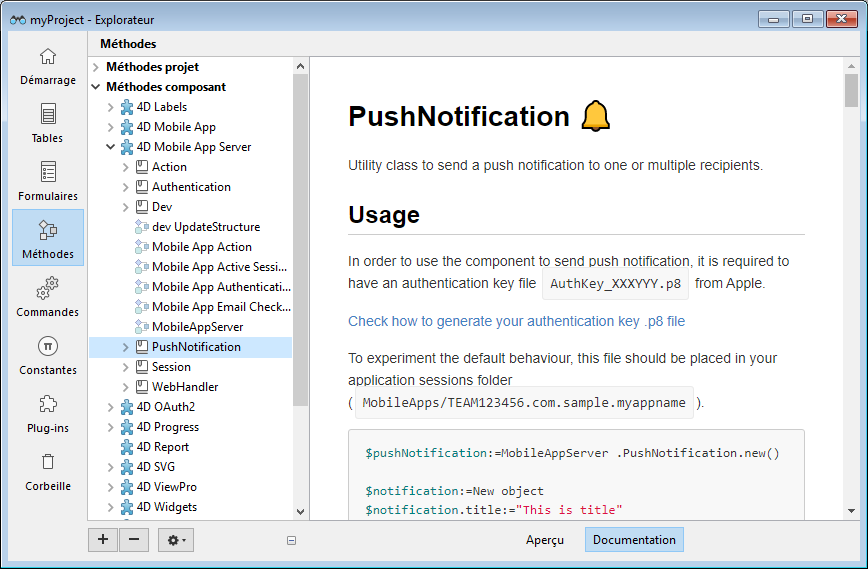 myProject - Explorateur
Démarrage
Tables
Formulaires
Méthodes
Commandes
Constantes
Plug-ins
Corbeille
Méthodes
Méthodes projet
Méthodes composant
4D Labels
4D Mobile App
4D Mobile App Server
Action
Authentication
Dev
dev UpdateStructure
Mobile App Action
Mobile App Active Sessi...
Mobile App Authenticati...
Mobile App Email Check...
MobileAppServer
PushNotification
Session
WebHandler
4D OAuth2
4D Progress
4D Report
4D SVG
4D ViewPro
4D Widgets
PushNotification
Utility class to send a push notification to one or multiple recipients.
Usage
In order to use the component to send push notification, it is required to
have an authentication key file AuthKey_XXXYYY.p8 from Apple.
Check how to generate your authentication key .p8 file
To experiment the default behaviour, this file should be placed in your
application sessions folder
( MobileApps/TEAM123456.com.sample.myappname ).
$pushNotification:=MobileAppServer .PushNotification.new()
$notification:=New object
$notification.title:="This is title"
Aperçu
Documentation